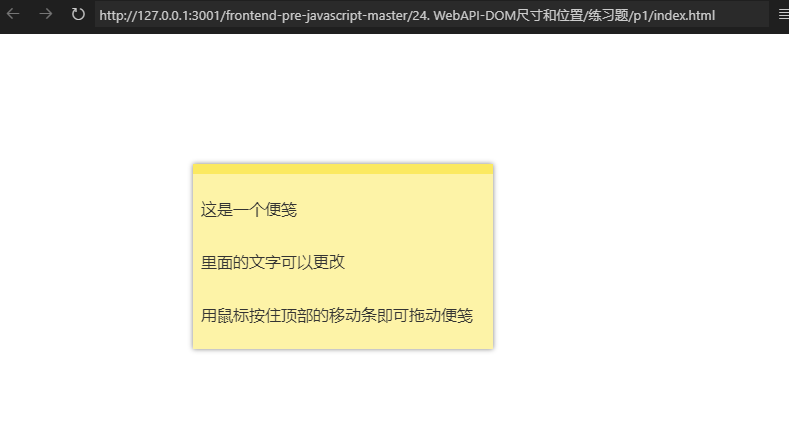 http://127.0.0.1:3001/frontend-pre-javascript-master/24. WebAPI-DOM尺寸和位置/练习题/p1/index.html
这是一个便笺
里面的文字可以更改
用鼠标按住顶部的移动条即可拖动便笺